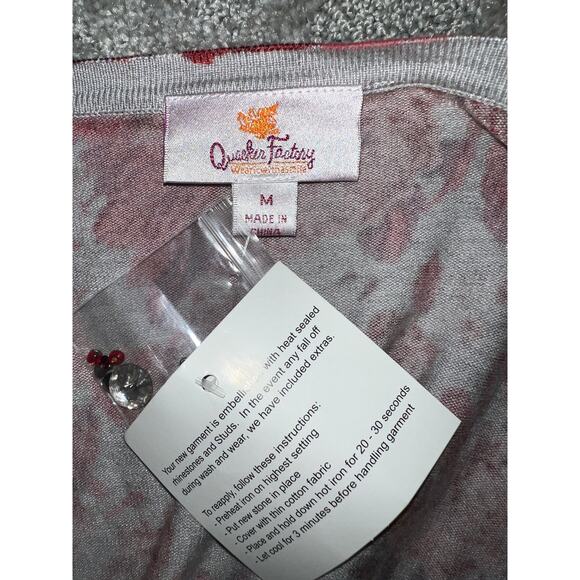 Quacker Factory
Wear it with a smile
M
MADE IN
CHINA
Your new garment is with heat sealed
rhinestones and Studs. In the event any fall off
during wash and wear, we have included extras.
To reapply, follow these instructions:
- Preheat iron on highest setting
- Put new stone in place
- Cover with thin cotton fabric
- Place and hold down hot iron for 20 - 30 seconds
- Let cool for 3 minutes before handling garment